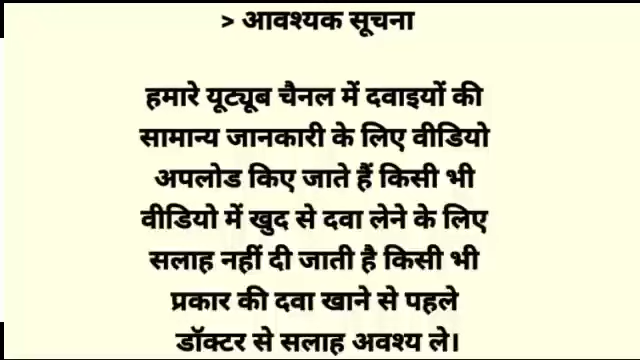 > आवश्यक सूचना
हमारे यूट्यूब चैनल में दवाइयों की
सामान्य जानकारी के लिए वीडियो
अपलोड किए जाते हैं किसी भी
वीडियो में खुद से दवा लेने के लिए
सलाह नहीं दी जाती है किसी भी
प्रकार की दवा खाने से पहले
डॉक्टर से सलाह अवश्य ले।